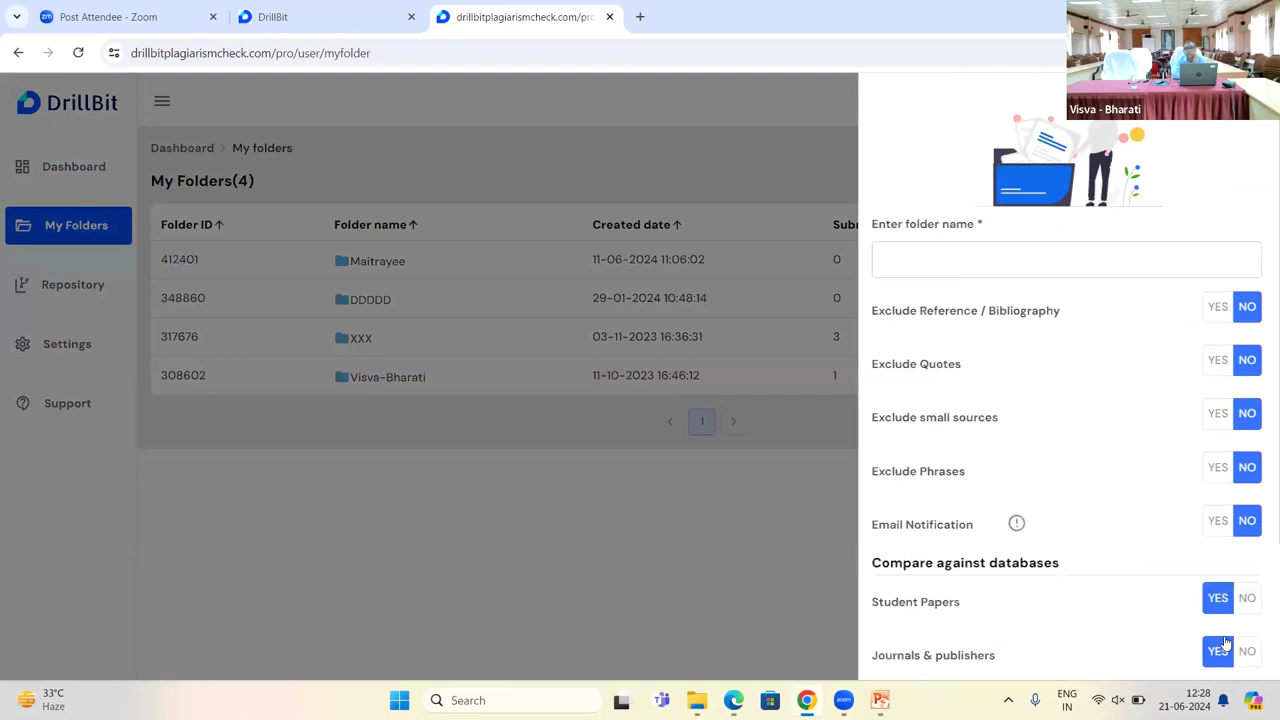 Post Attendee - Zoom
DrillBit
drillbitplagiarismcheck.com/pro
drillbitplagiarismcheck.com/pro/user/myfolder
Visva - Bharati
DrillBit
Dashboard
My Folders
Repository
Settings
Support
Dashboard > My folders
My Folders(4)
Folder ID↑ Folder name↑ Created date↑ Sub
412401 Maitrayee 11-06-2024 11:06:02 0
348860 DDDDD 29-01-2024 10:48:14 0
317676 XXX 03-11-2023 16:36:31 3
308602 Visva-Bharati 11-10-2023 16:46:12 1
1
Enter folder name *
Exclude Reference / Bibliography YES NO
Exclude Quotes YES NO
Exclude small sources YES NO
Exclude Phrases YES NO
Email Notification YES NO
Compare against databases
Student Papers YES NO
Journals & publishers YES NO
33°C
Haze
Search
ENG
IN
12:28
21-06-2024